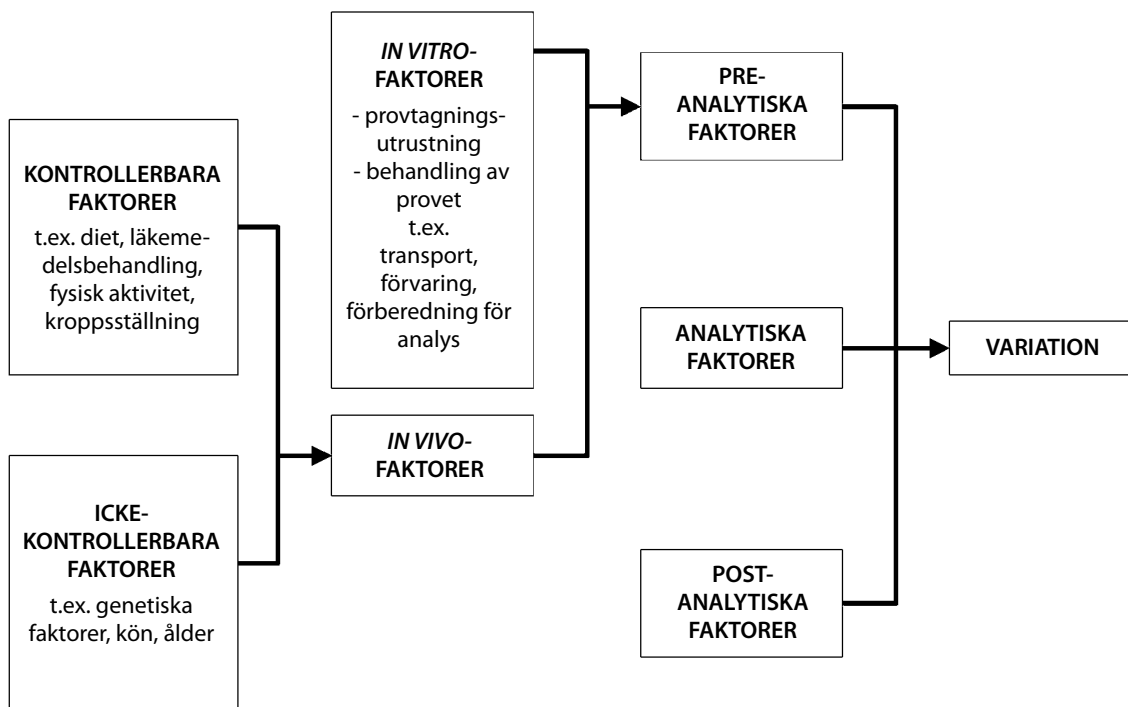 KONTROLLERBARA
FAKTORER
t.ex. diet, läkeme-
delsbehandling,
fysisk aktivitet,
kroppsställning
ICKE-
KONTROLLERBARA
FAKTORER
t.ex. genetiska
faktorer, kön, ålder
IN VITRO-
FAKTORER
- provtagnings-
utrustning
- behandling av
provet
t.ex.
transport,
förvaring,
förberedning för
analys
IN VIVO-
FAKTORER
PRE-
ANALYTISKA
FAKTORER
ANALYTISKA
FAKTORER
POST-
ANALYTISKA
FAKTORER
VARIATION